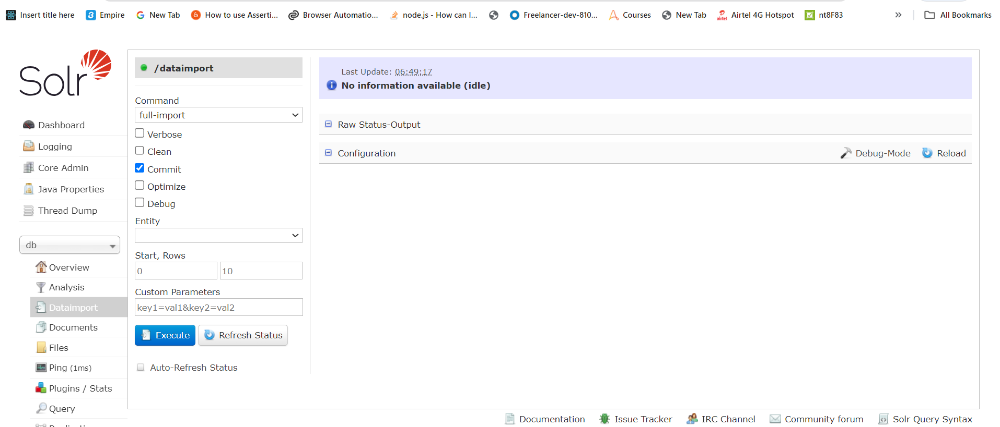 Insert title here Empire New Tab How to use Asserti... Browser Automatio... node.js - How can I... Freelancer-dev-810... Courses New Tab Airtel 4G Hotspot nt8F83 » All Bookmarks
Solr
Dashboard
Logging
Core Admin
Java Properties
Thread Dump
db
Overview
Analysis
Dataimport
Documents
Files
Ping (1ms)
Plugins / Stats
Query
/dataimport
Command
full-import
Verbose
Clean
Commit
Optimize
Debug
Entity
Start, Rows
0 10
Custom Parameters
key1=val1&key2=val2
Execute Refresh Status
Auto-Refresh Status
Last Update: 06:49:17
No information available (idle)
Raw Status-Output
Configuration Debug-Mode Reload
Documentation Issue Tracker IRC Channel Community forum Solr Query Syntax